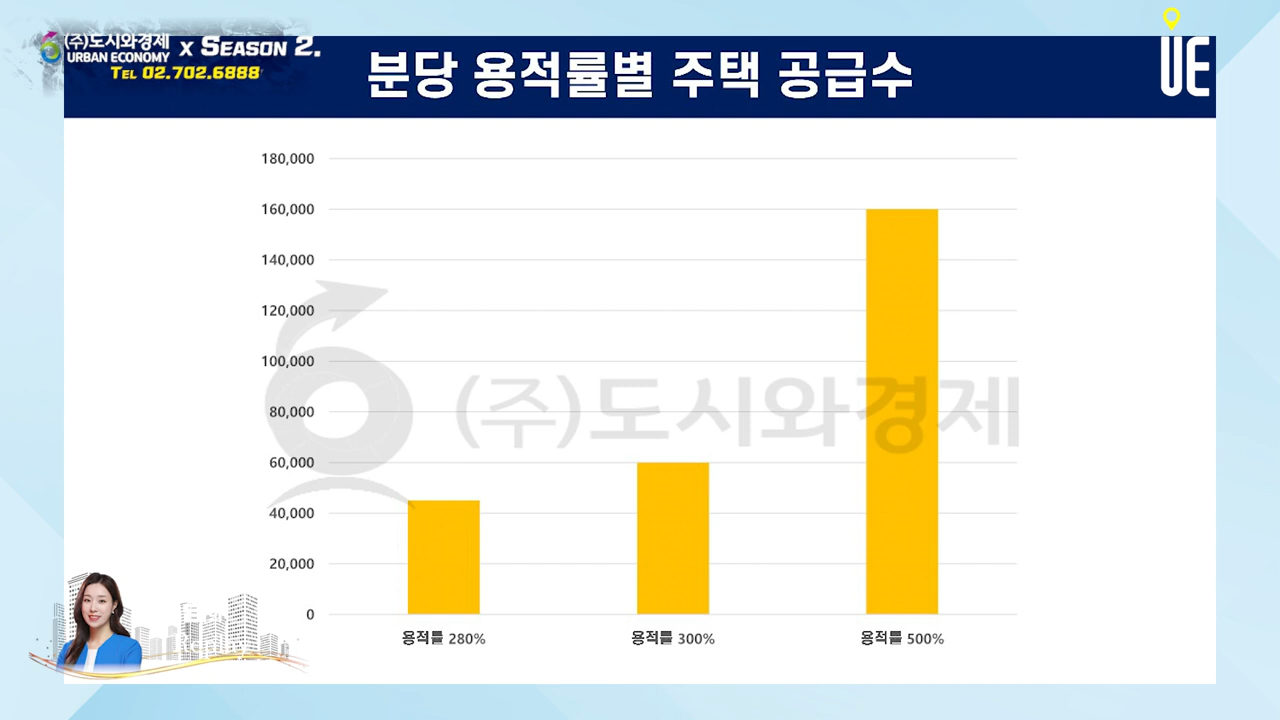 (주)도시와경제
URBAN ECONOMY
x SEASON 2.
TEL 02.702.6888
분당 용적률별 주택 공급수
UE
180,000
160,000
140,000
120,000
100,000
80,000
60,000
40,000
20,000
0
(주)도시와경제
용적률 280%
용적률 300%
용적률 500%